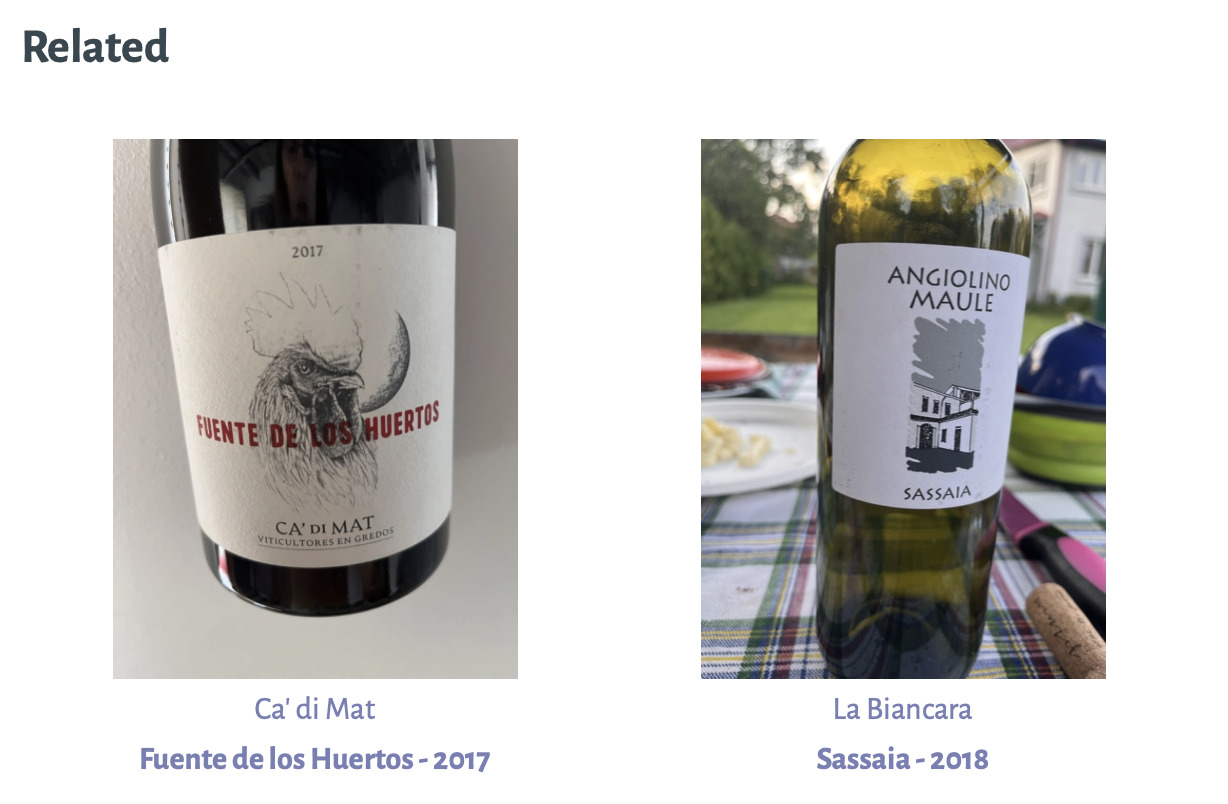 Related
2017
FUENTE DE LOS HUERTOS
CA' DI MAT
VITICULTORES EN GREDOS
ANGIOLINO
MAULE
SASSAIA
Ca' di Mat
Fuente de los Huertos - 2017
La Biancara
Sassaia - 2018